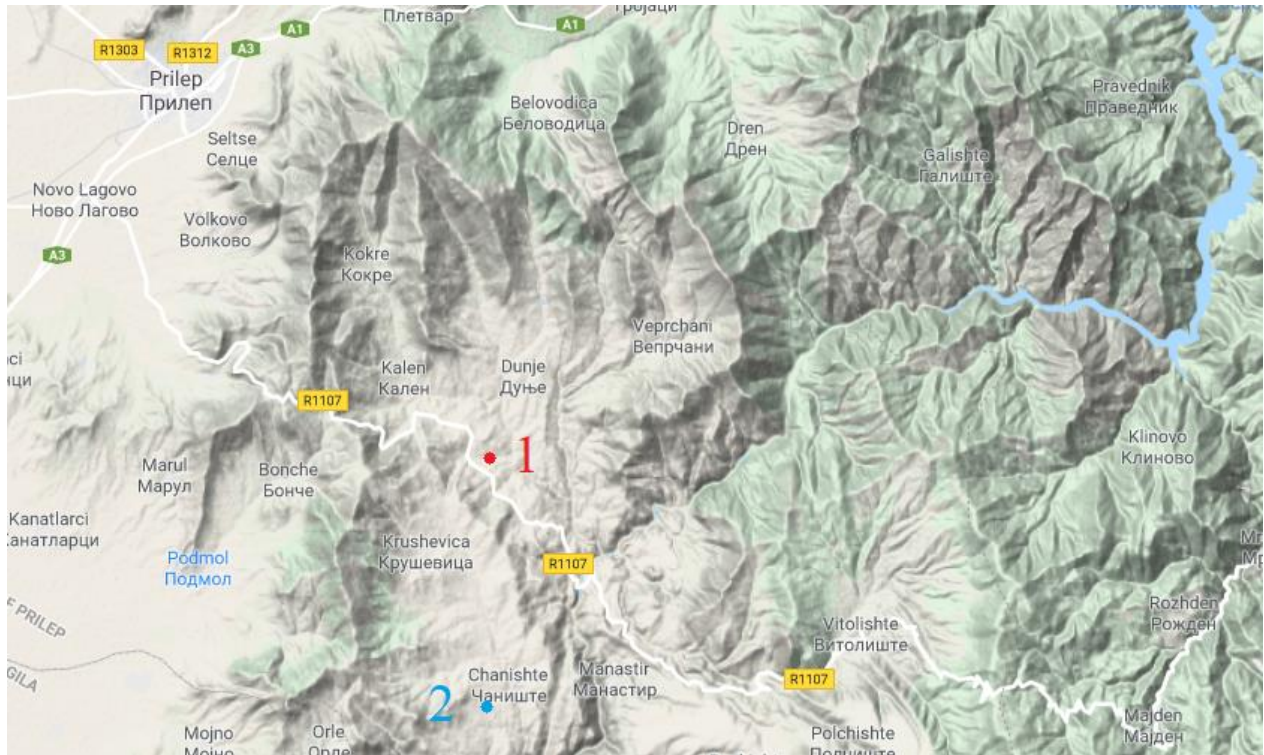 Плетвар
A1
R1303
A3
A1
R1312
Prilep
Прилеп
Belovodica
Беловодица
Pravednik
Праведник
Dren
Дрен
Seltse
Селце
Galishte
Галиште
Novo Lagovo
Ново Лагово
Volkovo
Волково
A3
Kokre
Кокре
Veprchani
Вепрчани
Kalen
Кален
Dunje
Дуње
R1107
Klinovo
Клиново
1
Marul
Марул
Bonche
Бонче
Kanatlarci
Podmol
Подмол
Krushevica
Крушевица
R1107
Rozhden
Рожден
Vitolishte
Витолиште
PRILEP
GILA
Chanishte
Чаниште
Manastir
Манастир
R1107
2
Mojno
Мојно
Orle
Орле
Polchishte
Majden
Мајден